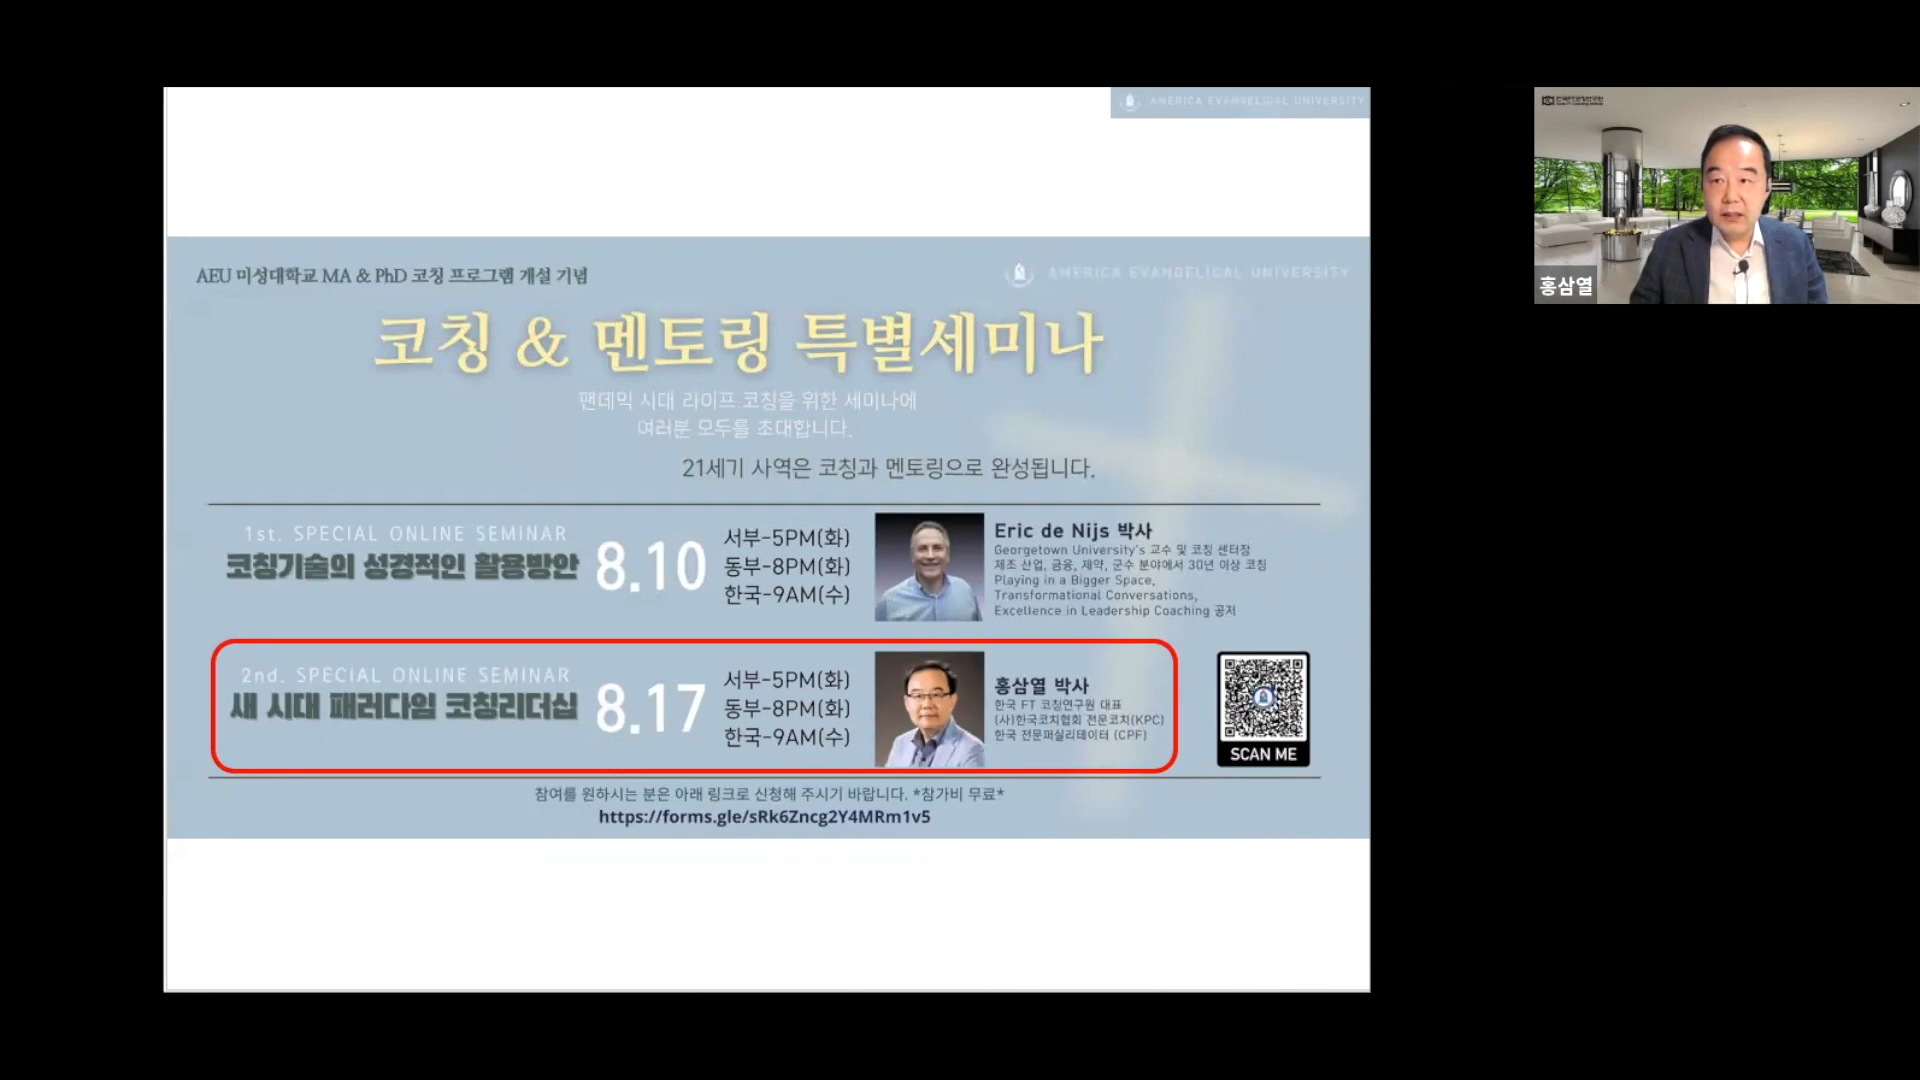 AMERICA EVANGELICAL UNIVERSITY
AEU 미성대학교 MA & PhD 코칭 프로그램 개설 기념
AMERICA EVANGELICAL UNIVERSITY
코칭 & 멘토링 특별세미나
팬데믹 시대 라이프 코칭을 위한 세미나에
여러분 모두를 초대합니다.
21세기 사역은 코칭과 멘토링으로 완성됩니다.
1st. SPECIAL ONLINE SEMINAR
코칭기술의 성경적인 활용방안
8.10
서부-5PM(화)
동부-8PM(화)
한국-9AM(수)
Eric de Nijs 박사
Georgetown University's 교수 및 코칭 센터장
제조 산업, 금융, 제약, 군수 분야에서 30년 이상 코칭
Playing in a Bigger Space,
Transformational Conversations,
Excellence in Leadership Coaching 공저
2nd. SPECIAL ONLINE SEMINAR
새 시대 패러다임 코칭리더십
8.17
서부-5PM(화)
동부-8PM(화)
한국-9AM(수)
홍삼열 박사
한국 FT 코칭연구원 대표
(사)한국코치협회 전문코치(KPC)
한국 전문퍼실리테이터 (CPF)
SCAN ME
참여를 원하시는 분은 아래 링크로 신청해 주시기 바랍니다. *참가비 무료*
https://forms.gle/sRk6Zncg2Y4MRm1v5
홍삼열